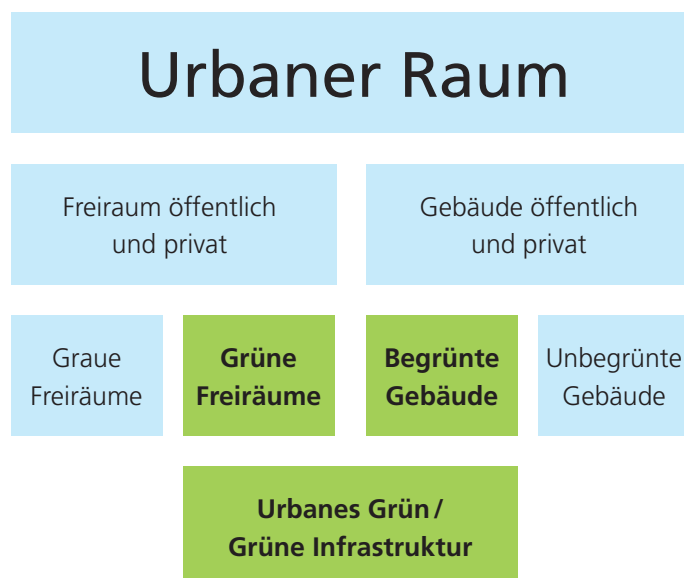 Urbaner Raum
Freiraum öffentlich
und privat
Gebäude öffentlich
und privat
Graue
Freiräume
Grüne
Freiräume
Begrünte
Gebäude
Unbegrünte
Gebäude
Urbanes Grün /
Grüne Infrastruktur